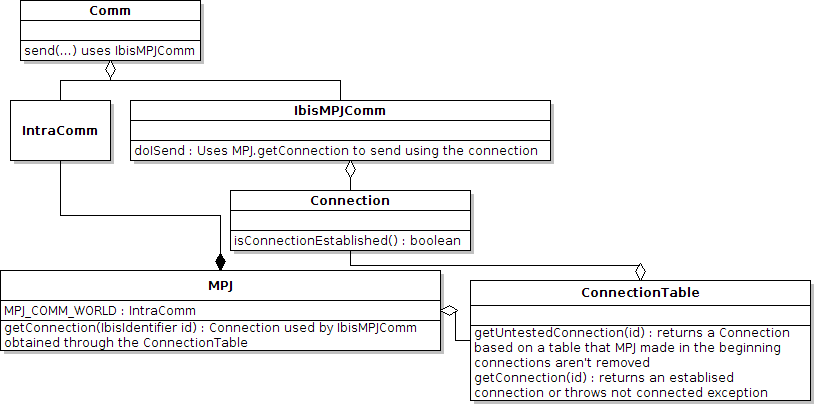 Comm
send(...) uses IbisMPJComm
IntraComm
IbisMPJComm
doISend : Uses MPJ.getConnection to send using the connection
Connection
isConnectionEstablished() : boolean
MPJ
MPJ_COMM_WORLD : IntraComm
getConnection(IbisIdentifier id) : Connection used by IbisMPJComm
obtained through the ConnectionTable
ConnectionTable
getUntestedConnection(id) : returns a Connection
based on a table that MPJ made in the beginning
connections aren't removed
getConnection(id) : returns an establised
connection or throws not connected exception